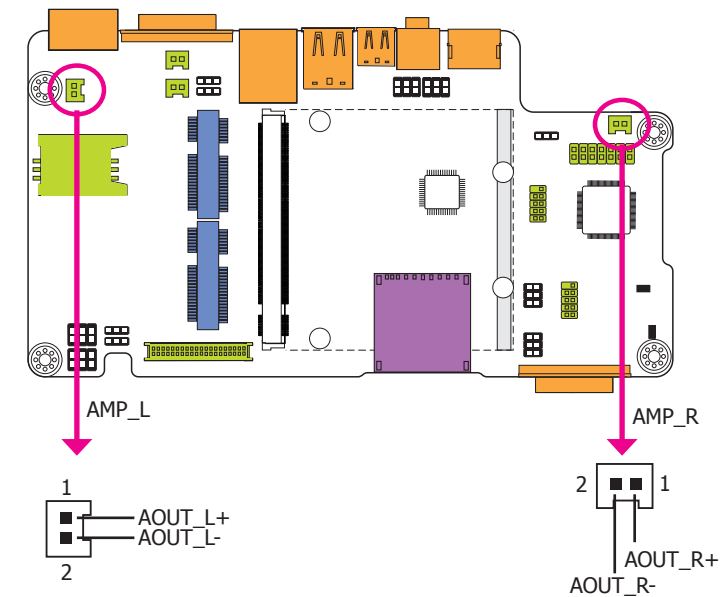 AMP_L
AMP_R
1
AOUT_L+
AOUT_L-
2
2
1
AOUT_R+
AOUT_R-